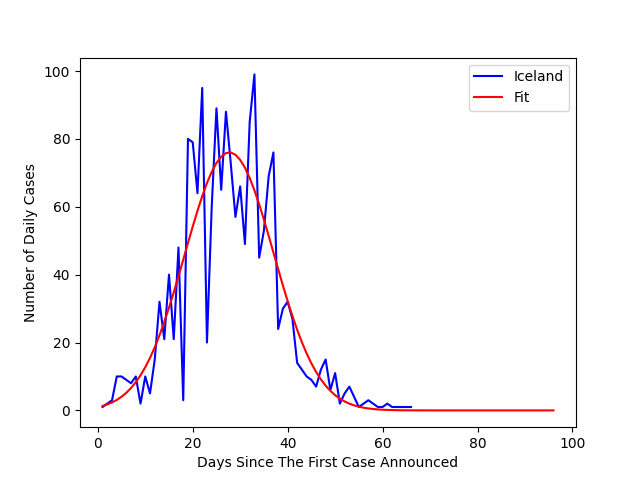 Iceland
Fit
Number of Daily Cases
100
80
60
40
20
0
0 20 40 60 80 100
Days Since The First Case Announced